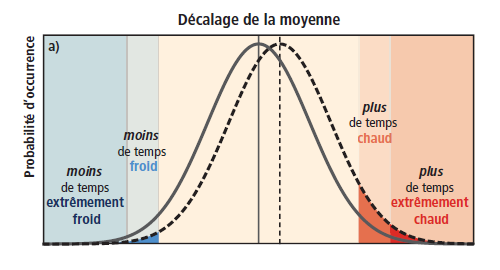 Décalage de la moyenne
Probabilité d'occurrence
a)
moins
de temps
extrêmement
froid
moins
de temps
froid
plus
de temps
chaud
plus
de temps
extrêmement
chaud